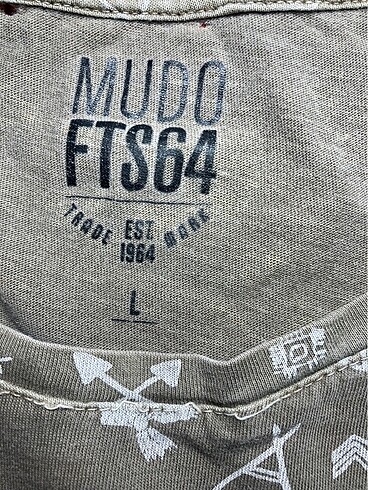 MUDO
FTS64
TRADE EST. MARK
1964
L